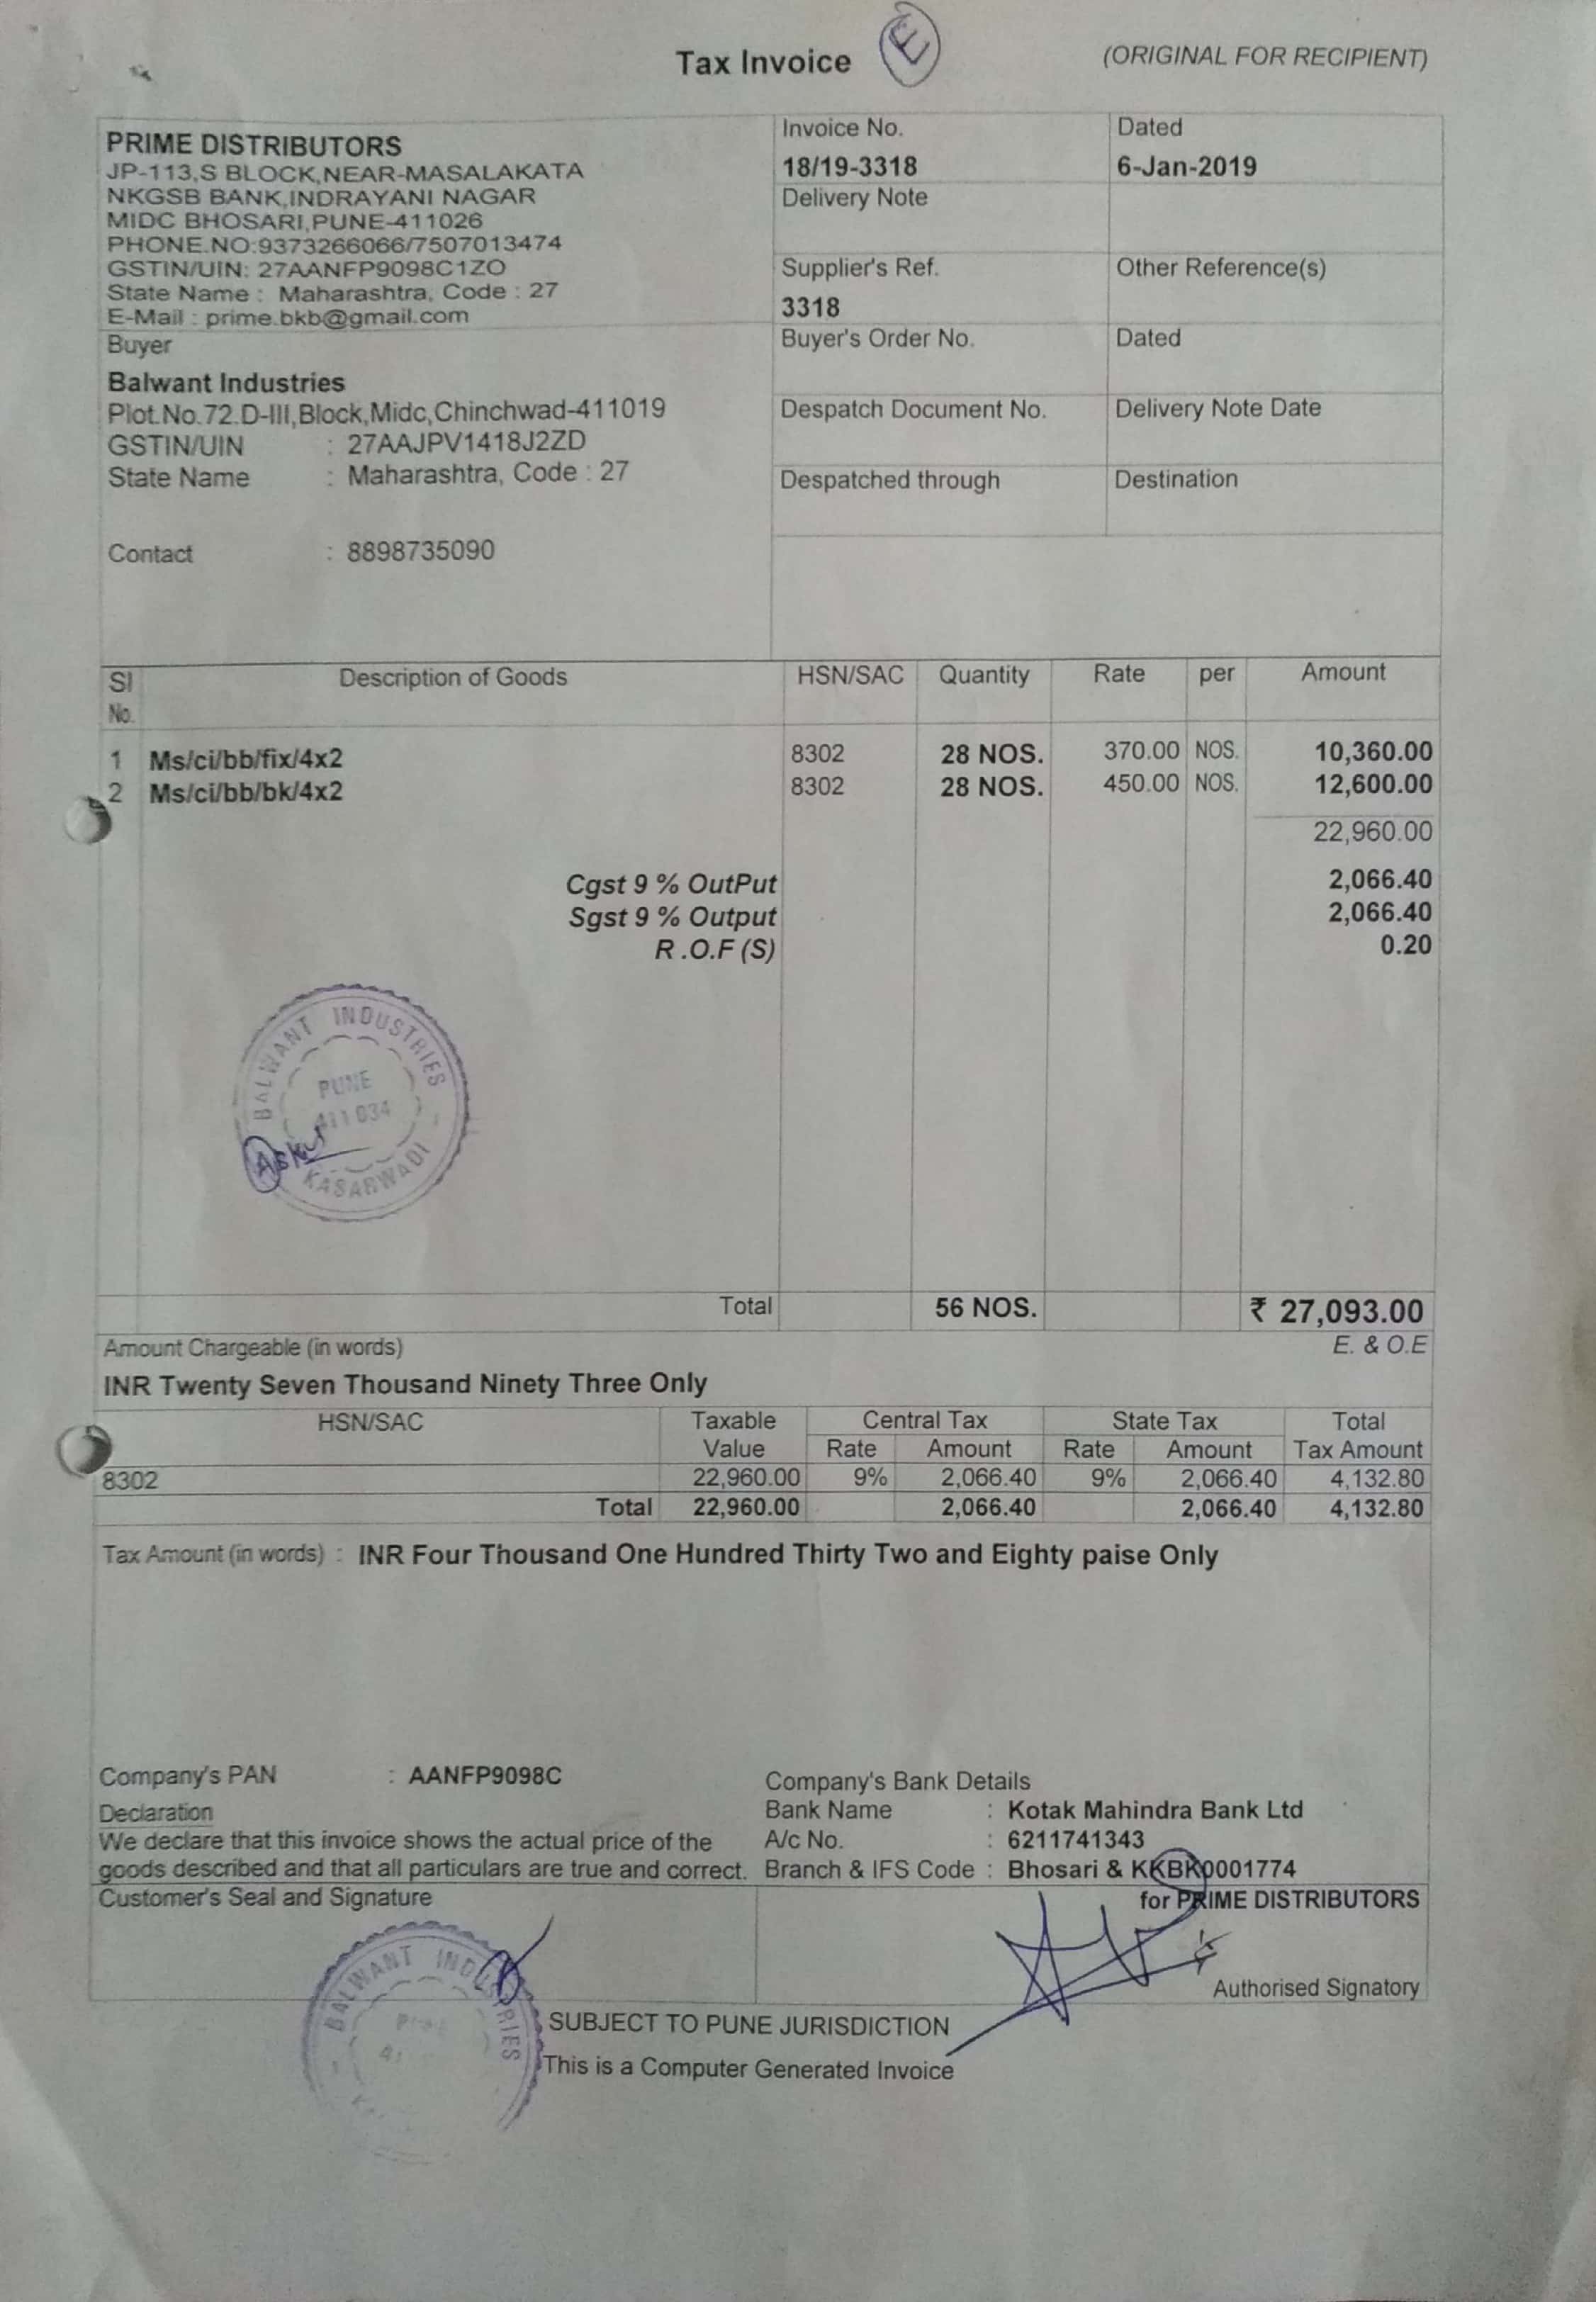 Tax Invoice
(ORIGINAL FOR RECIPIENT)
PRIME DISTRIBUTORS
JP-113,S BLOCK,NEAR-MASALAKATA
NKGSB BANK,INDRAYANI NAGAR
MIDC BHOSARI,PUNE-411026
PHONE.NO:9373266066/7507013474
GSTIN/UIN: 27AANFP9098C1ZO
State Name : Maharashtra, Code : 27
E-Mail : prime.bkb@gmail.com
Invoice No. Dated
18/19-3318 6-Jan-2019
Delivery Note
Supplier's Ref. Other Reference(s)
3318
Buyer's Order No. Dated
Despatch Document No. Delivery Note Date
Despatched through Destination
Buyer
Balwant Industries
Plot.No.72.D-III,Block,Midc,Chinchwad-411019
GSTIN/UIN : 27AAJPV1418J2ZD
State Name : Maharashtra, Code : 27
Contact : 8898735090
Sl No. Description of Goods HSN/SAC Quantity Rate per Amount
1 Ms/ci/bb/fix/4x2 8302 28 NOS. 370.00 NOS. 10,360.00
2 Ms/ci/bb/bk/4x2 8302 28 NOS. 450.00 NOS. 12,600.00
22,960.00
Cgst 9 % OutPut 2,066.40
Sgst 9 % Output 2,066.40
R .O.F (S) 0.20
BALWANT INDUSTRIES
PUNE
411 034
KASARWADI
Total 56 NOS. ₹ 27,093.00
Amount Chargeable (in words) E. & O.E
INR Twenty Seven Thousand Ninety Three Only
HSN/SAC Taxable Value Central Tax State Tax Total Tax Amount
Rate Amount Rate Amount
8302 22,960.00 9% 2,066.40 9% 2,066.40 4,132.80
Total 22,960.00 2,066.40 2,066.40 4,132.80
Tax Amount (in words) : INR Four Thousand One Hundred Thirty Two and Eighty paise Only
Company's PAN : AANFP9098C
Declaration
We declare that this invoice shows the actual price of the
goods described and that all particulars are true and correct.
Company's Bank Details
Bank Name : Kotak Mahindra Bank Ltd
A/c No. : 6211741343
Branch & IFS Code : Bhosari & KKBK0001774
Customer's Seal and Signature
for PRIME DISTRIBUTORS
Authorised Signatory
BALWANT INDUSTRIES
SUBJECT TO PUNE JURISDICTION
This is a Computer Generated Invoice